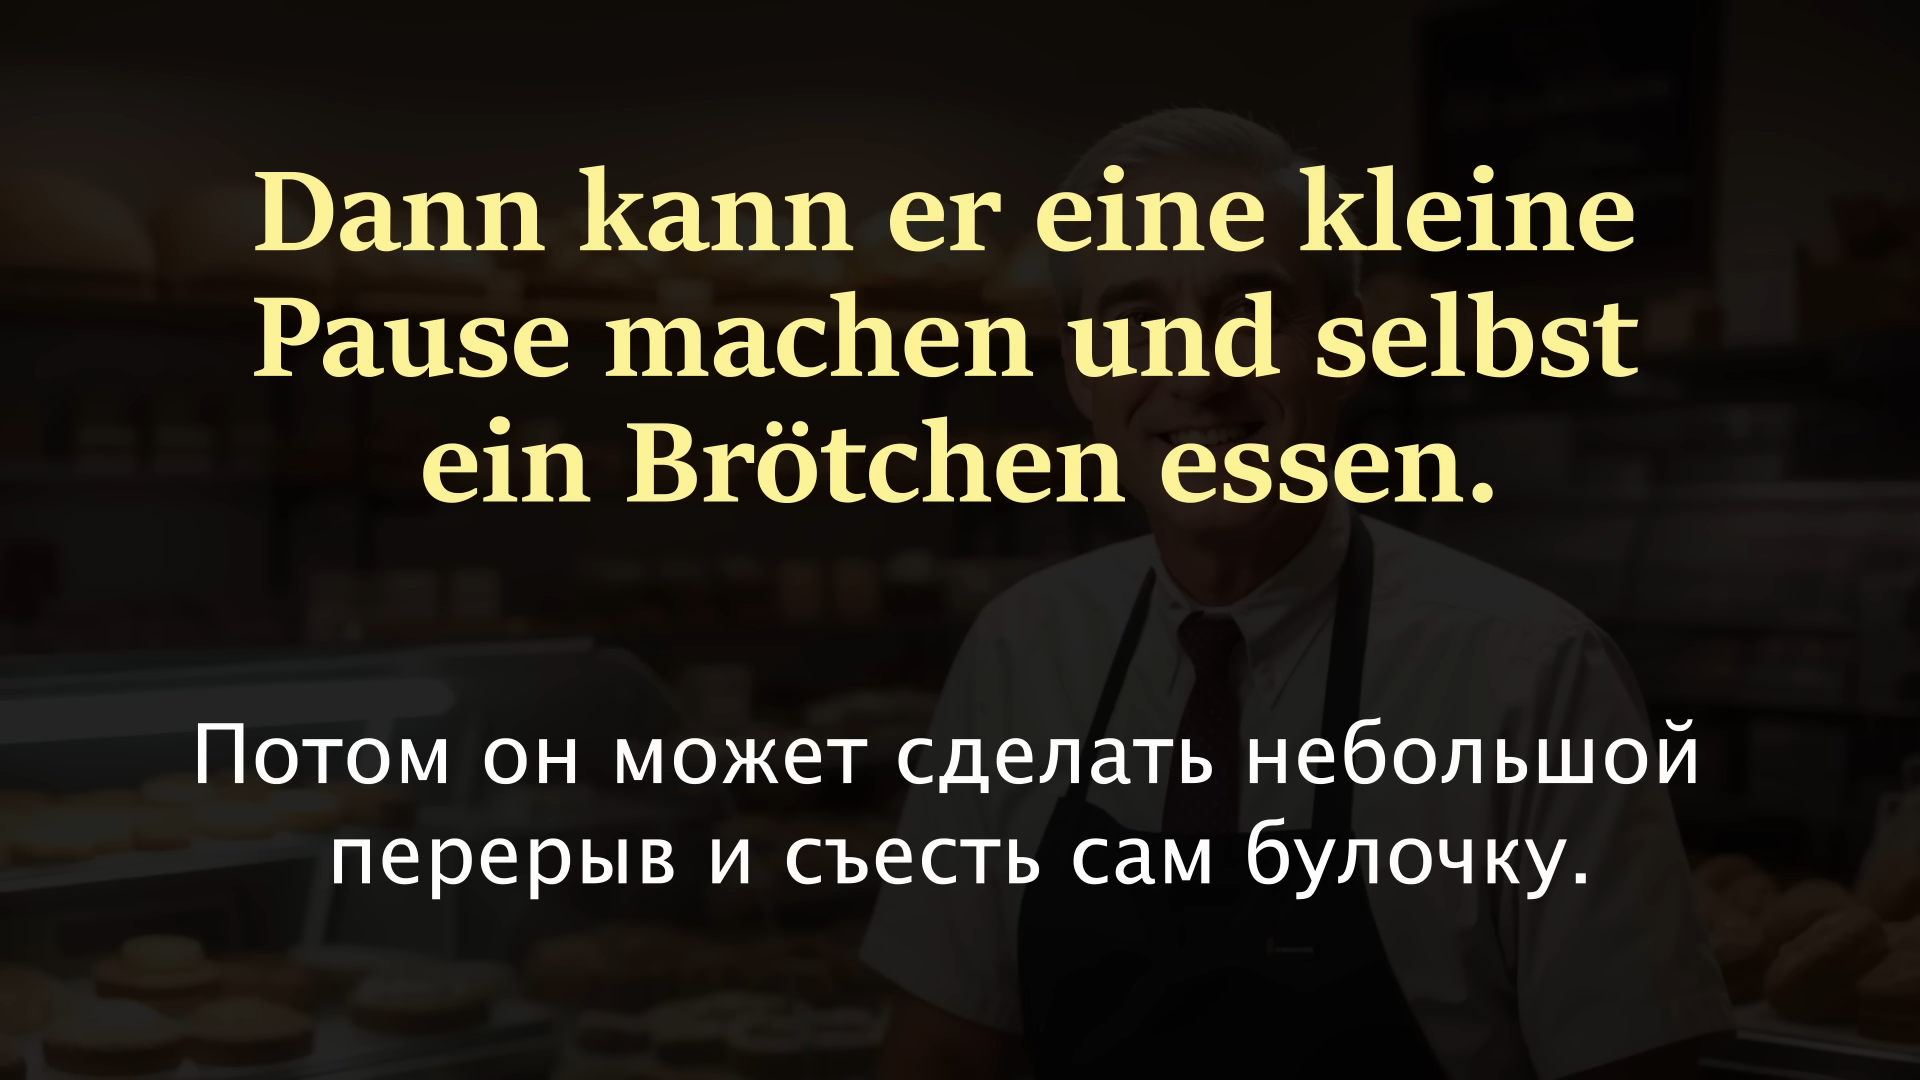 Dann kann er eine kleine
Pause machen und selbst
ein Brötchen essen.
Потом он может сделать небольшой
перерыв и съесть сам булочку.